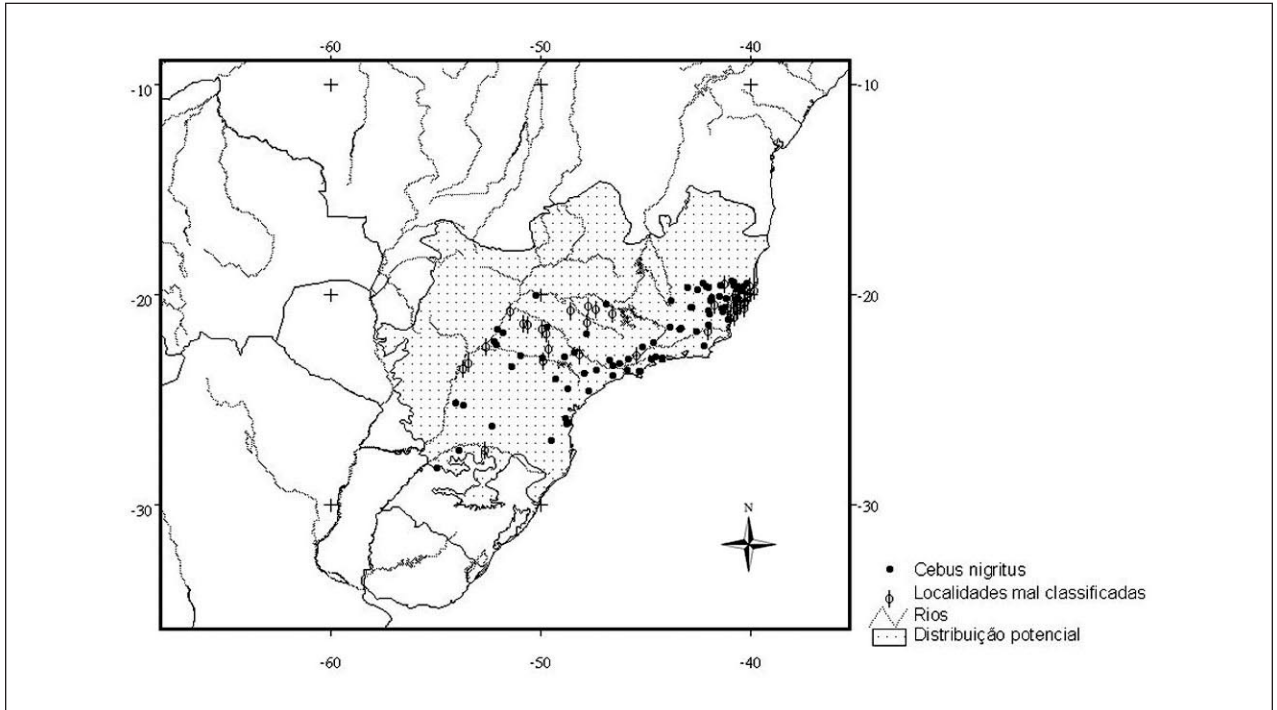 -60 -50 -40
-10 -10
-20 -20
-30 -30
N
Cebus nigritus
Localidades mal classificadas
Rios
Distribuição potencial
-60 -50 -40